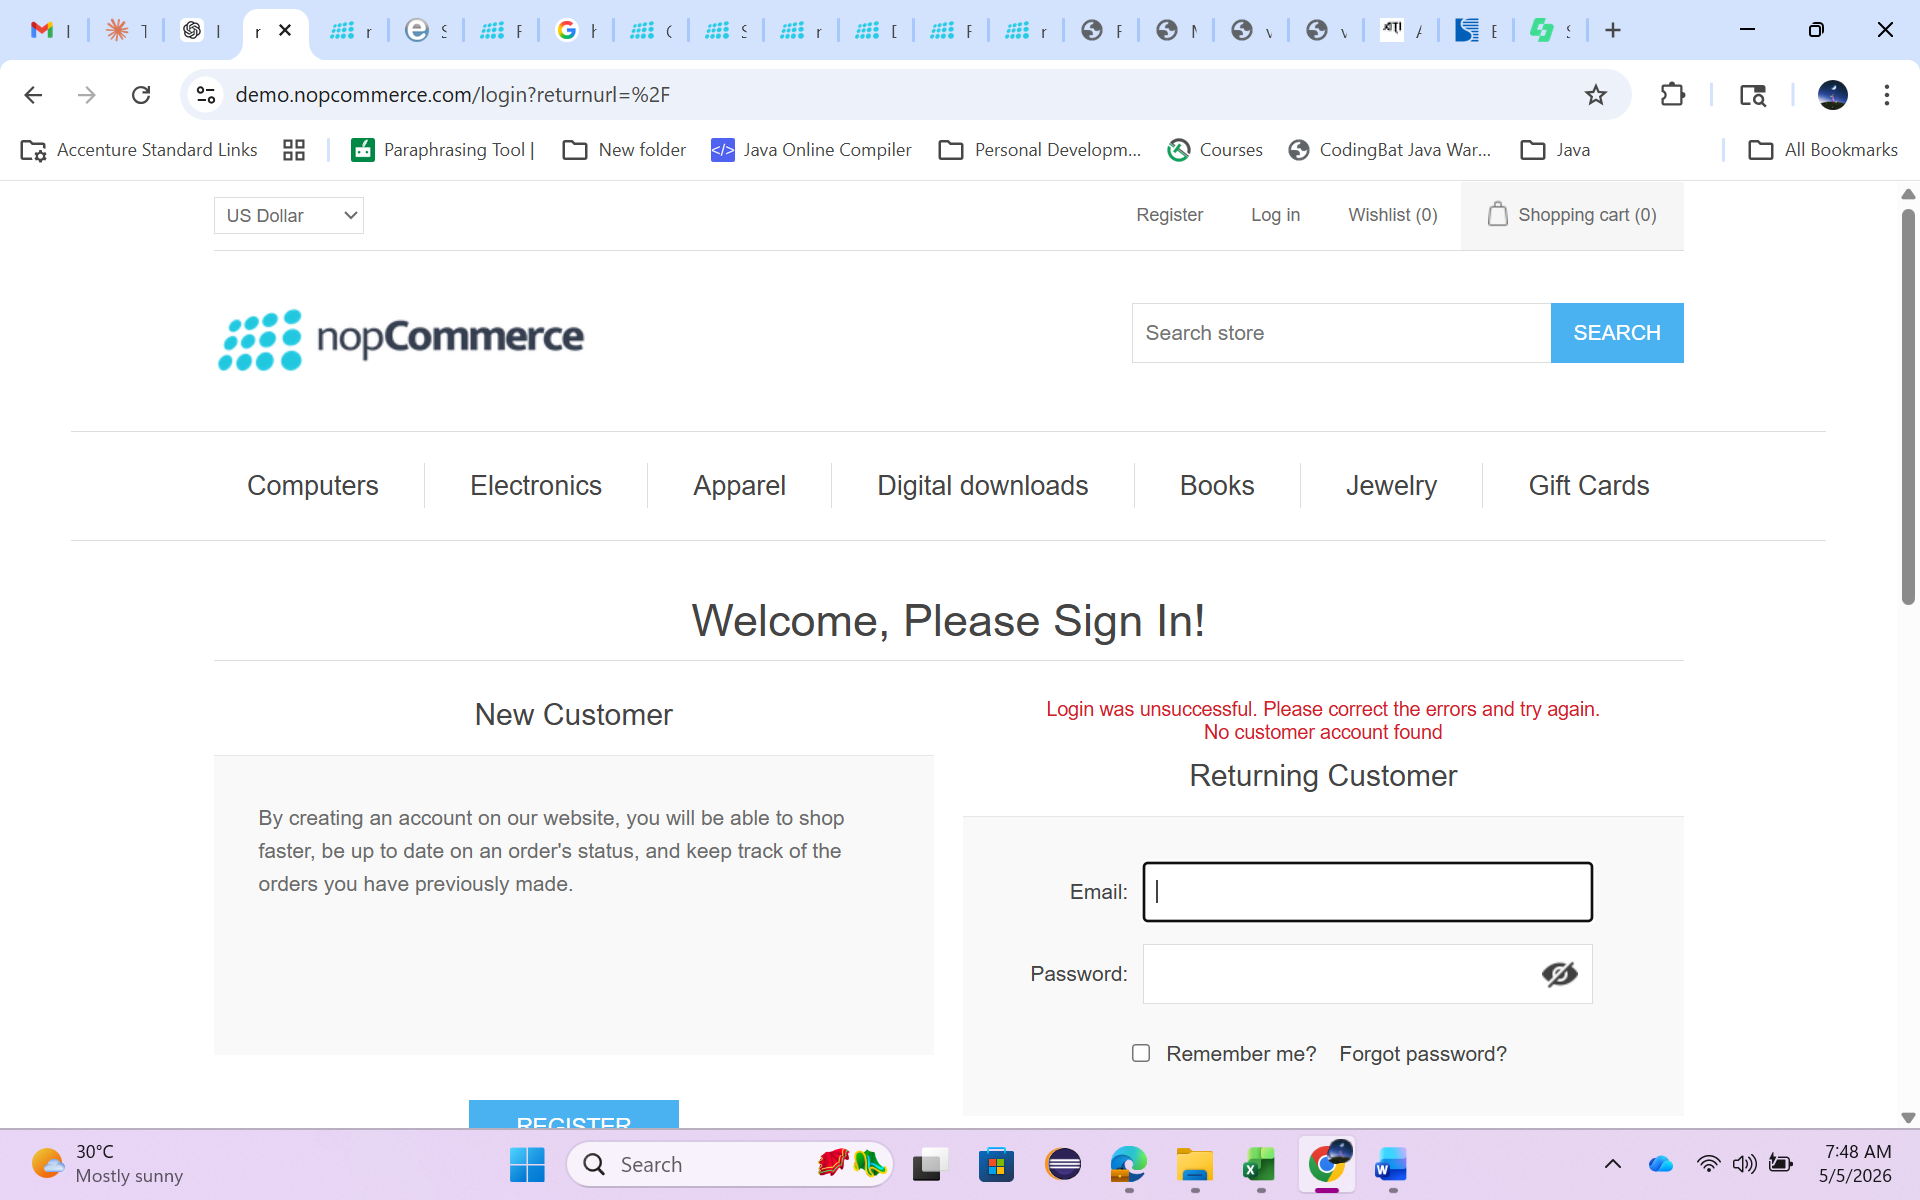 demo.nopcommerce.com/login?returnurl=%2F
Accenture Standard Links
Paraphrasing Tool |
New folder
Java Online Compiler
Personal Developm...
Courses
CodingBat Java War...
Java
All Bookmarks
US Dollar
Register
Log in
Wishlist (0)
Shopping cart (0)
nopCommerce
Search store
SEARCH
Computers
Electronics
Apparel
Digital downloads
Books
Jewelry
Gift Cards
Welcome, Please Sign In!
New Customer
By creating an account on our website, you will be able to shop
faster, be up to date on an order's status, and keep track of the
orders you have previously made.
REGISTER
Login was unsuccessful. Please correct the errors and try again.
No customer account found
Returning Customer
Email:
Password:
Remember me?
Forgot password?
30°C
Mostly sunny
Search
7:48 AM
5/5/2026